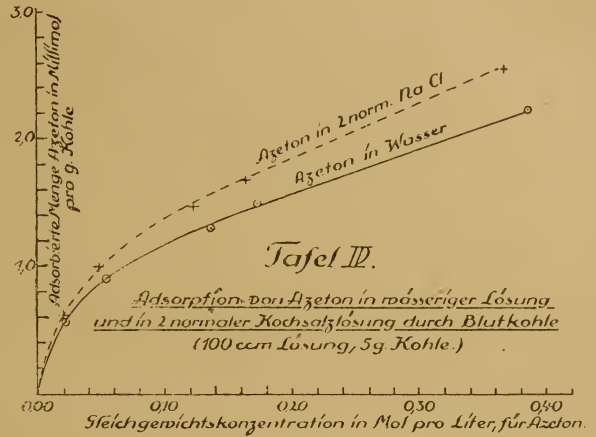 3,0
2,0
1,0
Adsorbierte Menge Azeton in Millimol
pro g. Kohle
Azeton in 2 norm. Na Cl
Azeton in Wasser
Tafel IV.
Adsorption von Azeton in wässeriger Lösung
und in 2 normaler Kochsalzlösung durch Blutkohle
(100 ccm Lösung, 5 g. Kohle.)
0,00 0,10 0,20 0,30 0,40
Gleichgewichtskonzentration in Mol pro Liter, für Azeton.